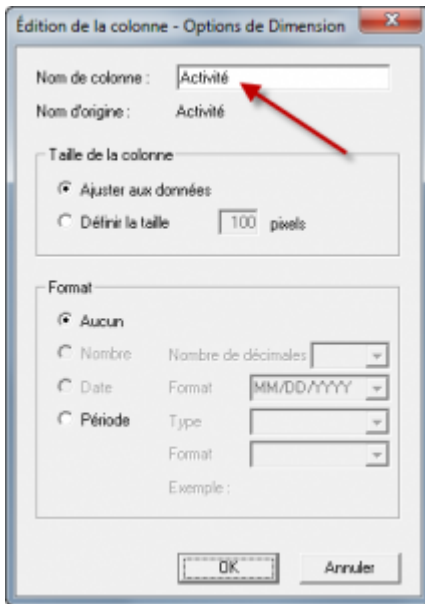 Édition de la colonne - Options de Dimension
Nom de colonne : Activité
Nom d'origine : Activité
Taille de la colonne
Ajuster aux données
Définir la taille 100 pixels
Format
Aucun
Nombre Nombre de décimales
Date Format MM/DD/YYYY
Période Type
Format
Exemple :
OK Annuler